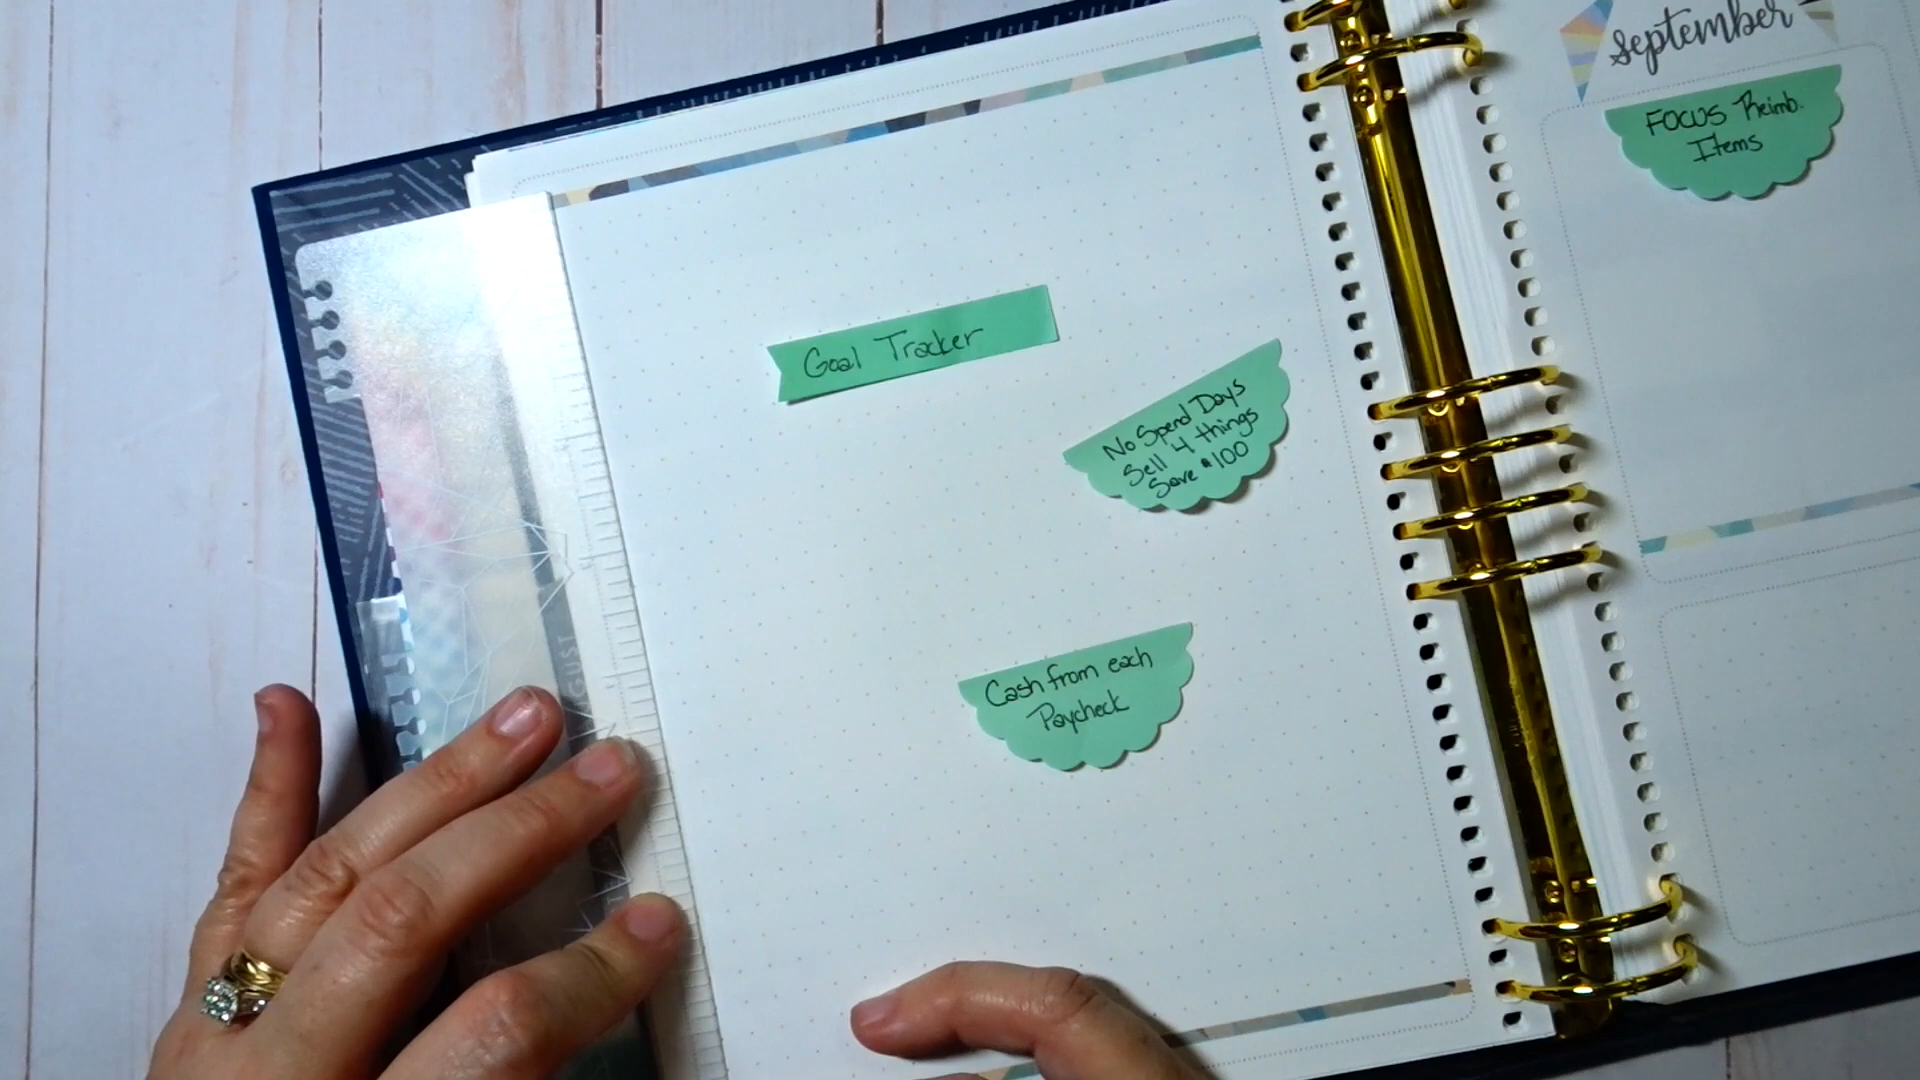 september
FOCUS Reimb.
Items
Goal Tracker
No Spend Days
Sell 4 things
Save $100
Cash from each
Paycheck